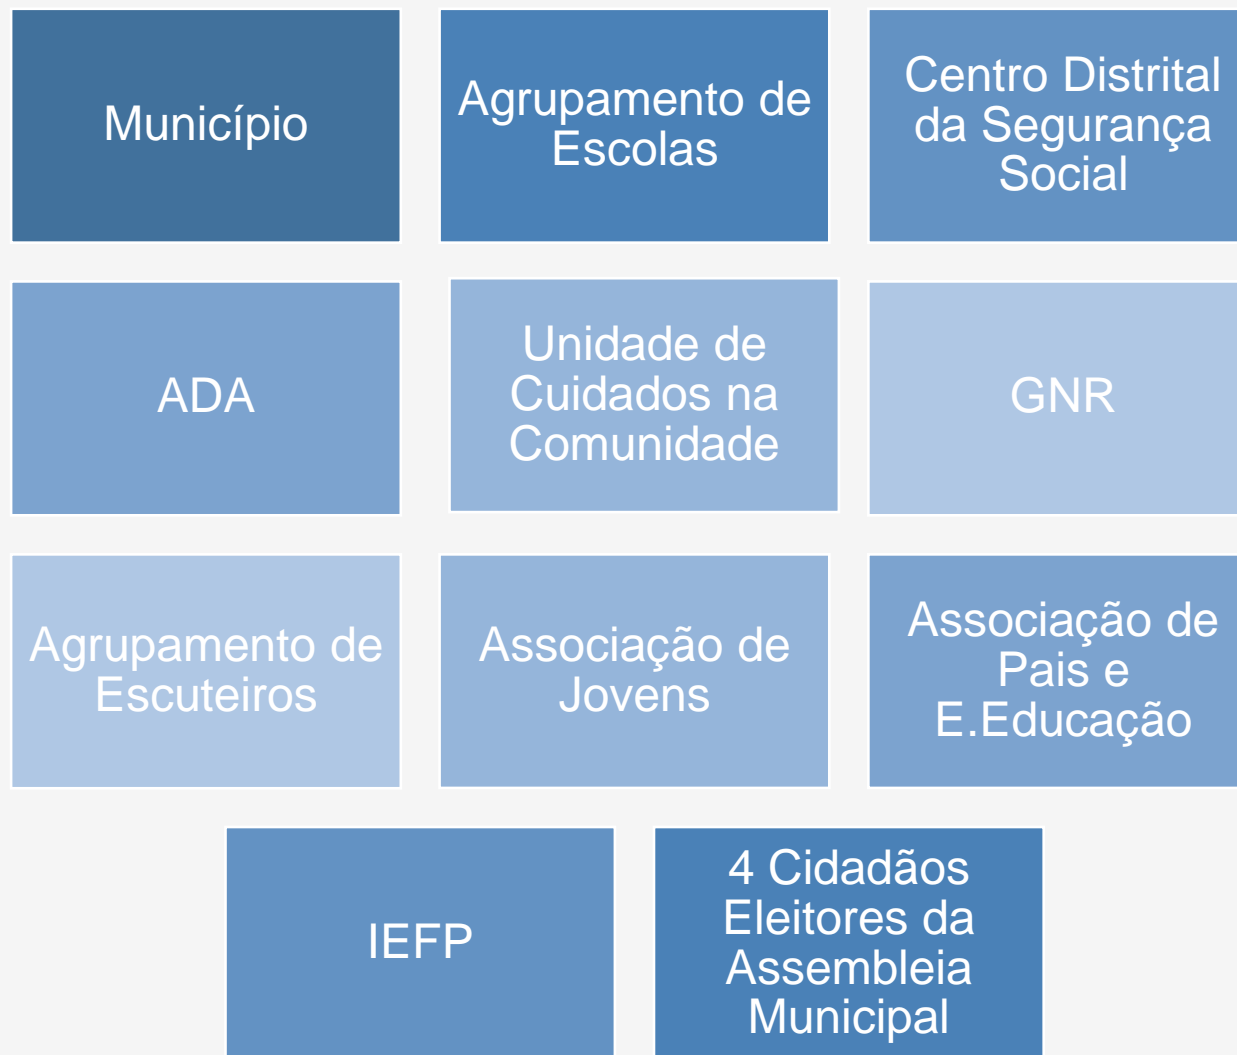 Município
Agrupamento de
Escolas
Centro Distrital
da Segurança
Social
ADA
Unidade de
Cuidados na
Comunidade
GNR
Agrupamento de
Escuteiros
Associação de
Jovens
Associação de
Pais e
E.Educação
IEFP
4 Cidadãos
Eleitores da
Assembleia
Municipal